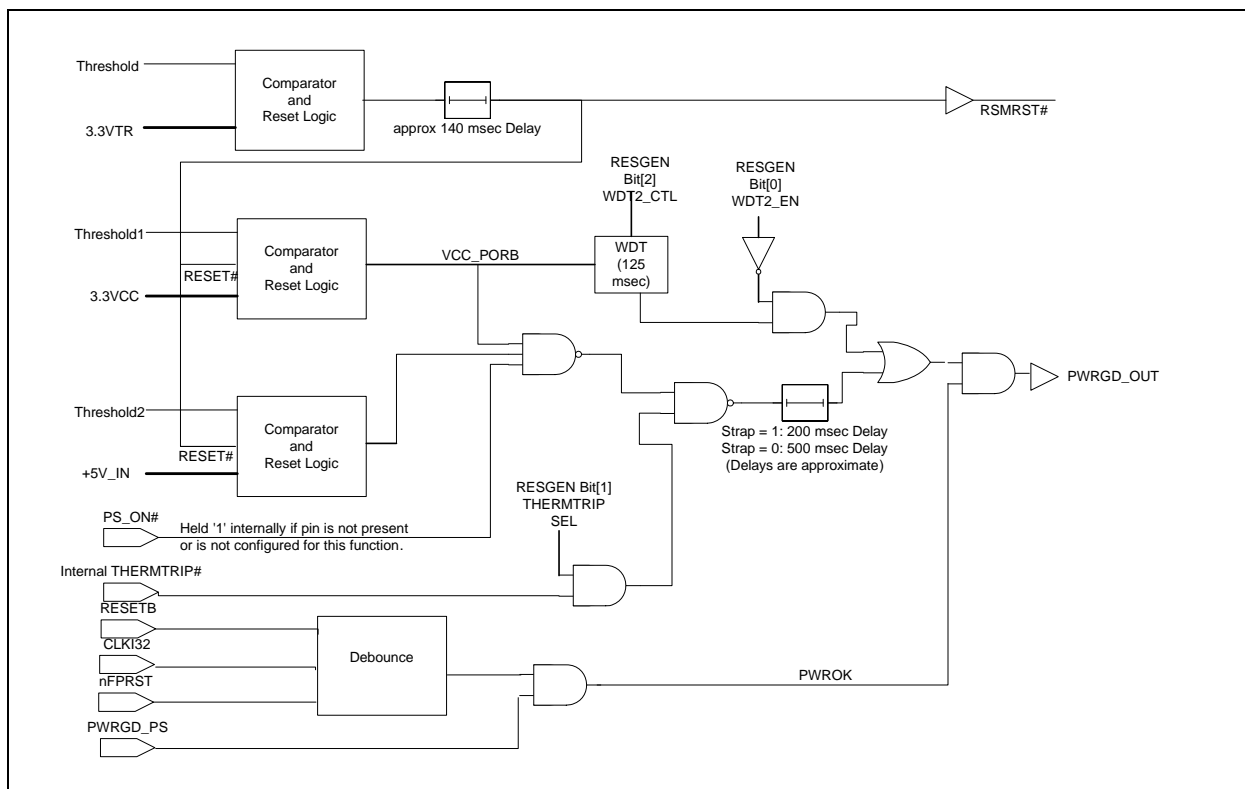 Threshold
Comparator
and
Reset Logic
3.3VTR
approx 140 msec Delay
RSMRST#
RESGEN
Bit[2]
WDT2_CTL
RESGEN
Bit[0]
WDT2_EN
Threshold1
Comparator
and
Reset Logic
RESET#
3.3VCC
VCC_PORB
WDT
(125
msec)
PWRGD_OUT
Threshold2
Comparator
and
Reset Logic
RESET#
+5V_IN
Strap = 1: 200 msec Delay
Strap = 0: 500 msec Delay
(Delays are approximate)
RESGEN Bit[1]
THERMTRIP
SEL
PS_ON#
Held '1' internally if pin is not present
or is not configured for this function.
Internal THERMTRIP#
RESETB
CLKI32
nFPRST
Debounce
PWROK
PWRGD_PS